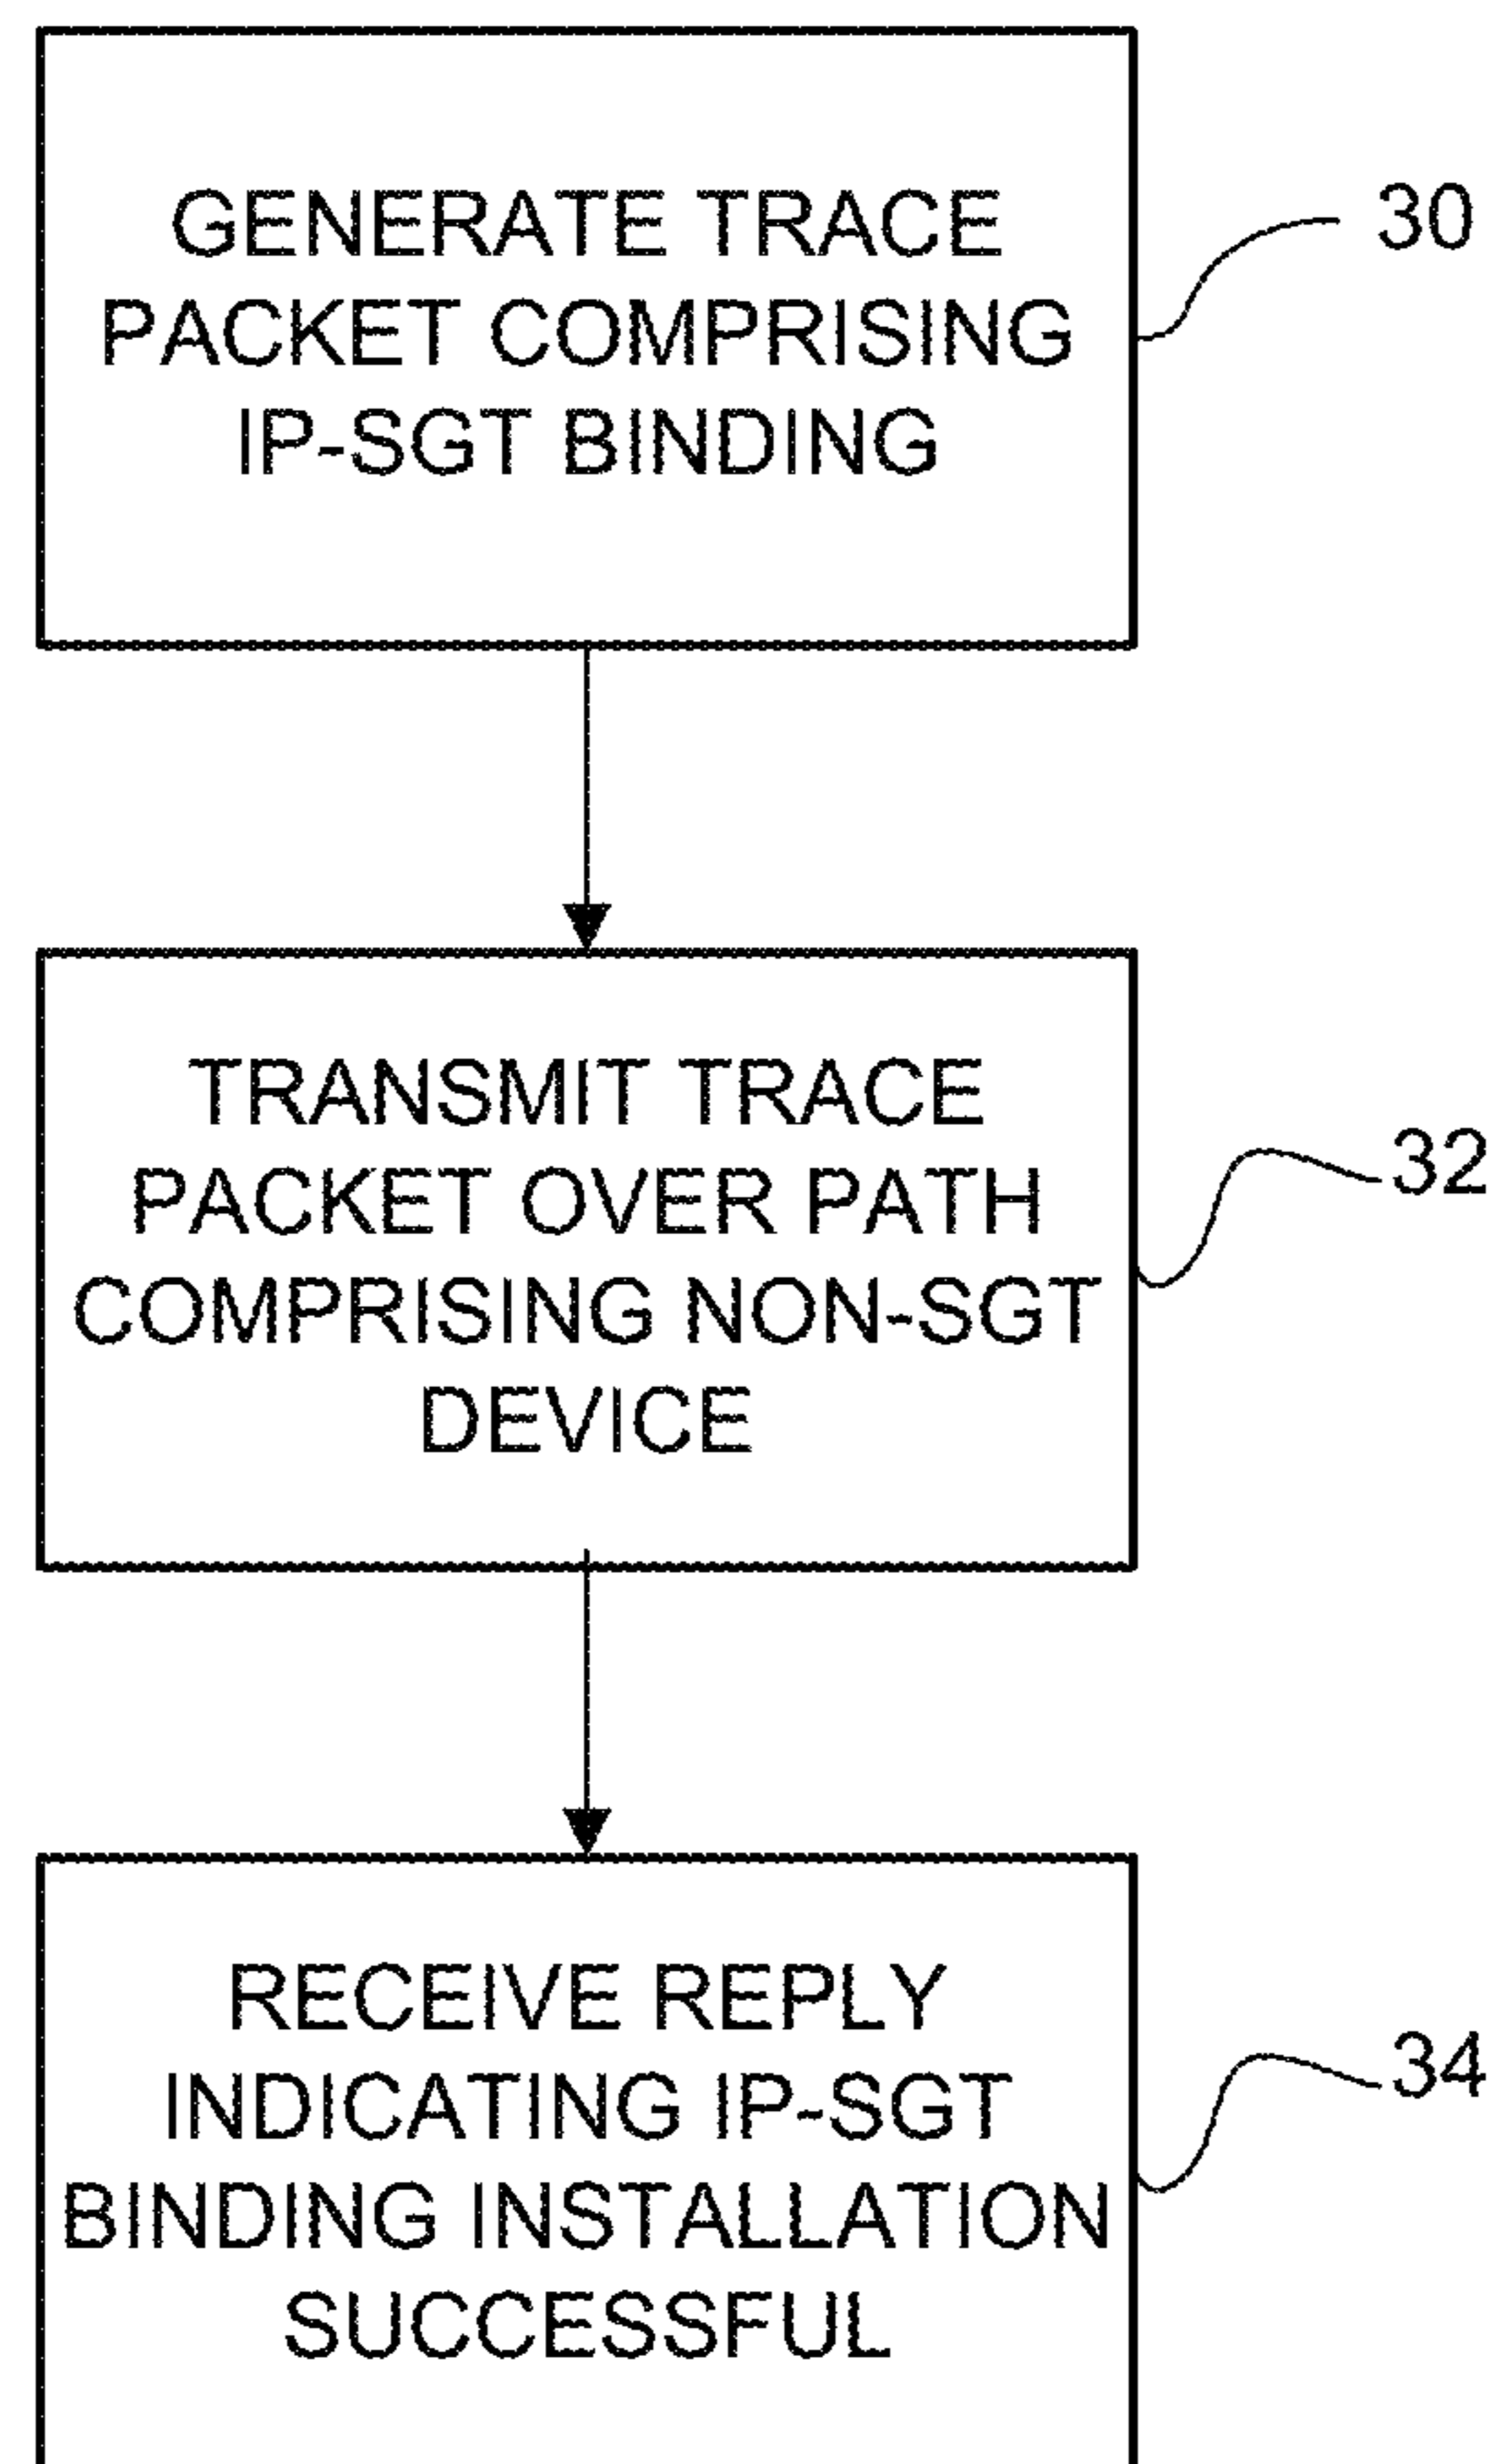 GENERATE TRACE
PACKET COMPRISING
IP-SGT BINDING
30
TRANSMIT TRACE
PACKET OVER PATH
COMPRISING NON-SGT
DEVICE
32
RECEIVE REPLY
INDICATING IP-SGT
BINDING INSTALLATION
SUCCESSFUL
34